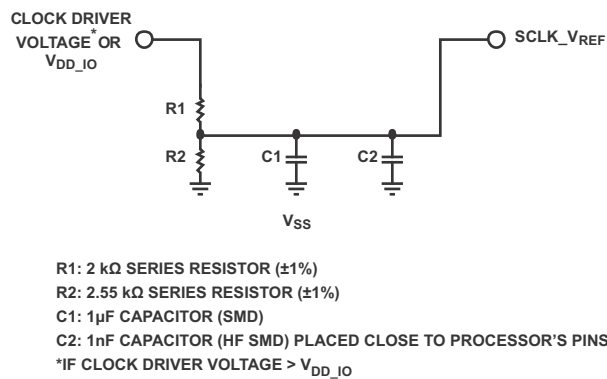 CLOCK DRIVER
VOLTAGE* OR
VDD_IO
SCLK_VREF
R1
R2
C1
C2
VSS
R1: 2 kΩ SERIES RESISTOR (±1%)
R2: 2.55 kΩ SERIES RESISTOR (±1%)
C1: 1μF CAPACITOR (SMD)
C2: 1nF CAPACITOR (HF SMD) PLACED CLOSE TO PROCESSOR'S PINS
*IF CLOCK DRIVER VOLTAGE > VDD_IO